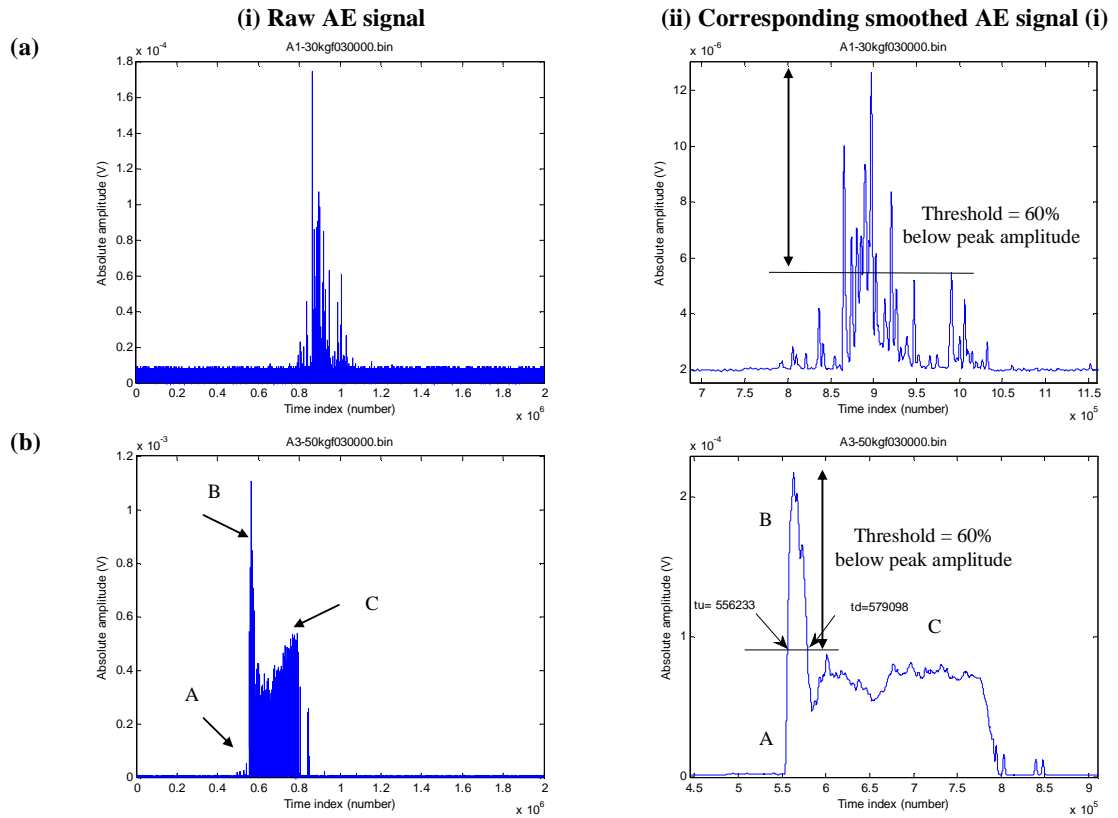 (i) Raw AE signal
(ii) Corresponding smoothed AE signal (i)
(a)
x 10⁻⁴
A1-30kgf030000.bin
1.8
1.6
1.4
1.2
1
0.8
0.6
0.4
0.2
0
Absolute amplitude (V)
0 0.2 0.4 0.6 0.8 1 1.2 1.4 1.6 1.8 2
Time index (number)
x 10⁶
x 10⁻⁶
A1-30kgf030000.bin
13
12
10
8
6
4
2
Absolute amplitude (V)
Threshold = 60%
below peak amplitude
7 7.5 8 8.5 9 9.5 10 10.5 11 11.5
Time index (number)
x 10⁵
(b)
x 10⁻³
A3-50kgf030000.bin
1.2
1
0.8
0.6
0.4
0.2
0
Absolute amplitude (V)
B
C
A
0 0.2 0.4 0.6 0.8 1 1.2 1.4 1.6 1.8 2
Time index (number)
x 10⁶
x 10⁻⁴
A3-50kgf030000.bin
2
1
0
Absolute amplitude (V)
B
Threshold = 60%
below peak amplitude
tu= 556233
td=579098
C
A
4.5 5 5.5 6 6.5 7 7.5 8 8.5 9
Time index (number)
x 10⁵